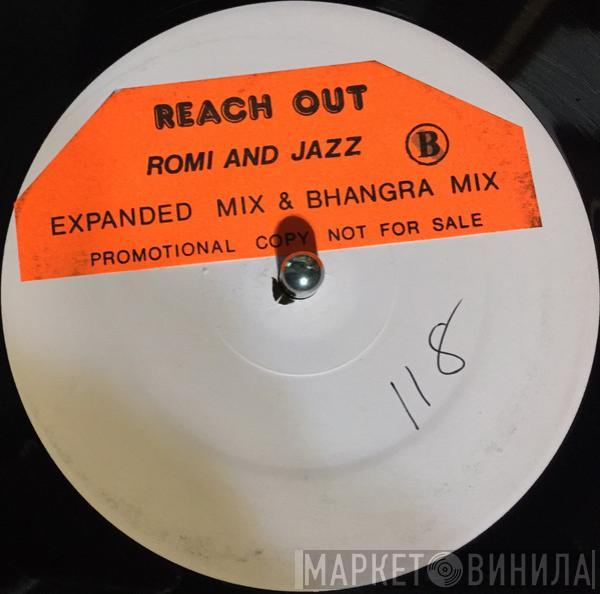 REACH OUT
ROMI AND JAZZ B
EXPANDED MIX & BHANGRA MIX
PROMOTIONAL COPY NOT FOR SALE
118
МАРКЕТ ВИНИЛА